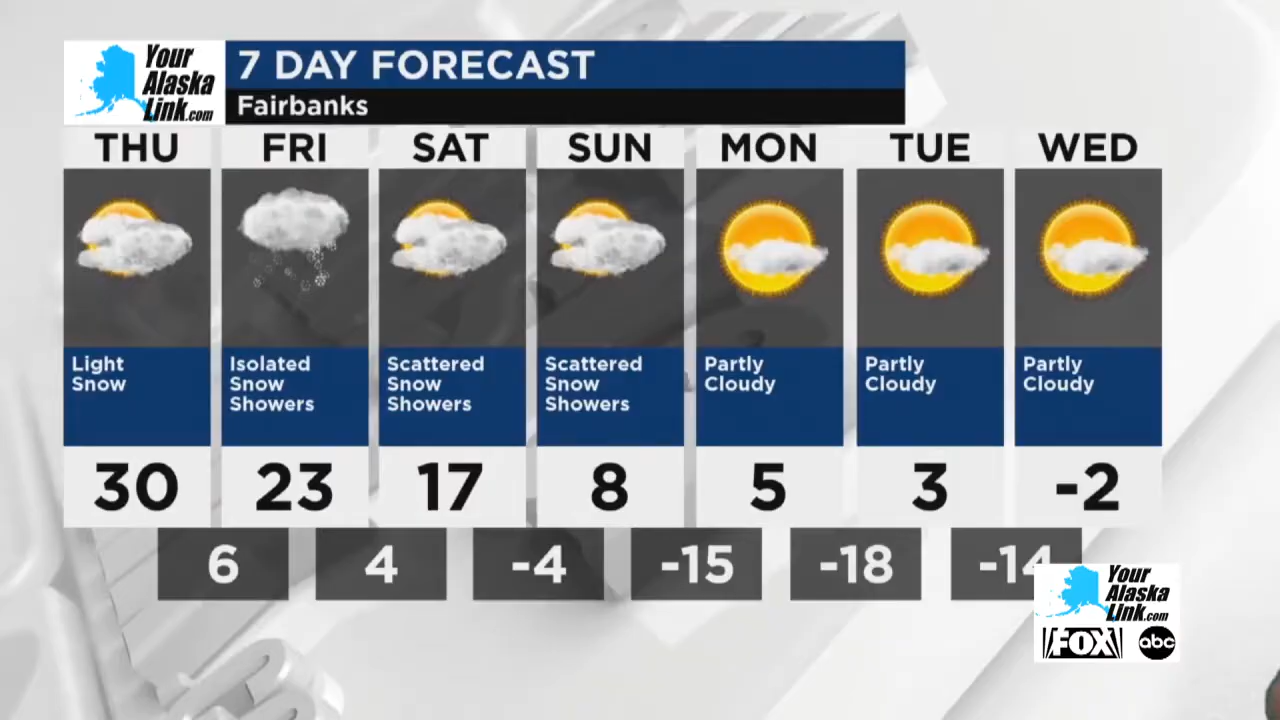 Your
Alaska
Link.com
7 DAY FORECAST
Fairbanks
THU FRI SAT SUN MON TUE WED
Light
Snow
Isolated
Snow
Showers
Scattered
Snow
Showers
Scattered
Snow
Showers
Partly
Cloudy
Partly
Cloudy
Partly
Cloudy
30 23 17 8 5 3 -2
6 4 -4 -15 -18 -14
Your
Alaska
Link.com
FOX abc